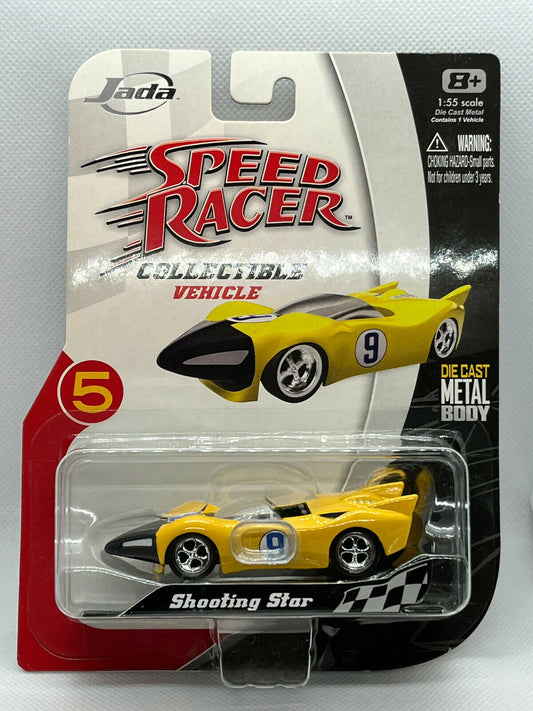 Jada
8+
1:55 scale
Die Cast Metal
Contains 1 Vehicle
WARNING:
CHOKING HAZARD-Small parts.
Not for children under 3 years.
SPEED
RACER™
COLLECTIBLE
VEHICLE
9
5
DIE CAST
METAL
BODY
9
Shooting Star